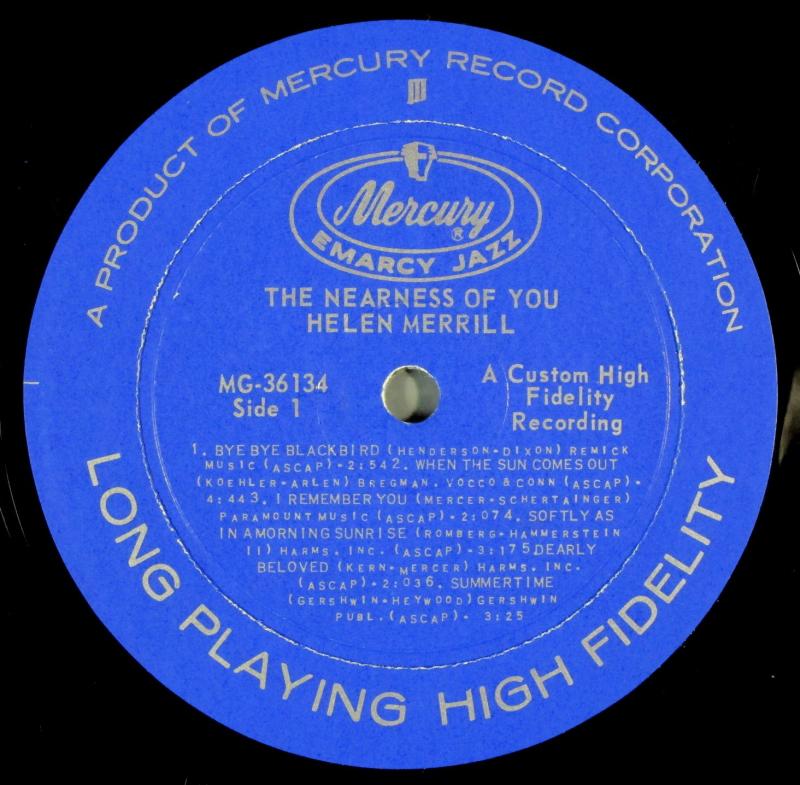 A PRODUCT OF MERCURY RECORD CORPORATION
III
Mercury
®
EMARCY JAZZ
THE NEARNESS OF YOU
HELEN MERRILL
MG-36134
Side 1
A Custom High
Fidelity
Recording
1. BYE BYE BLACKBIRD (HENDERSON-DIXON) REMICK
MUSIC (ASCAP)-2:542. WHEN THE SUN COMES OUT
(KOEHLER-ARLEN) BREGMAN, VOCCO & CONN (ASCAP)-
4:443. I REMEMBER YOU (MERCER-SCHERTAINGER)
PARAMOUNT MUSIC (ASCAP)-2:074. SOFTLY AS
IN A MORNING SUNRISE (ROMBERG-HAMMERSTEIN
II) HARMS, INC. (ASCAP)-3:175 DEARLY
BELOVED (KERN-MERCER) HARMS, INC.
(ASCAP)-2:036. SUMMERTIME
(GERSHWIN-HEYWOOD) GERSHWIN
PUBL. (ASCAP)- 3:25
LONG PLAYING HIGH FIDELITY